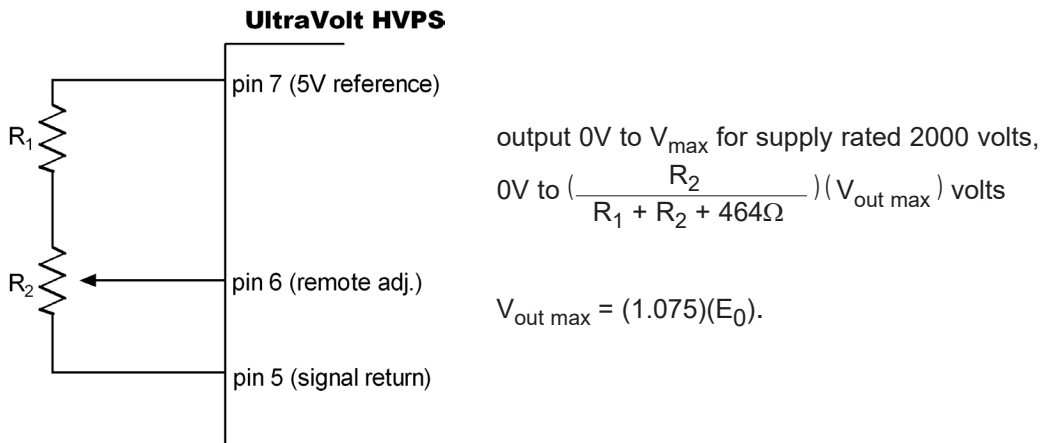 UltraVolt HVPS
pin 7 (5V reference)
R1
output 0V to Vmax for supply rated 2000 volts,
0V to (R2 / R1 + R2 + 464Ω)(Vout max) volts
R2
pin 6 (remote adj.)
Vout max = (1.075)(E0).
pin 5 (signal return)